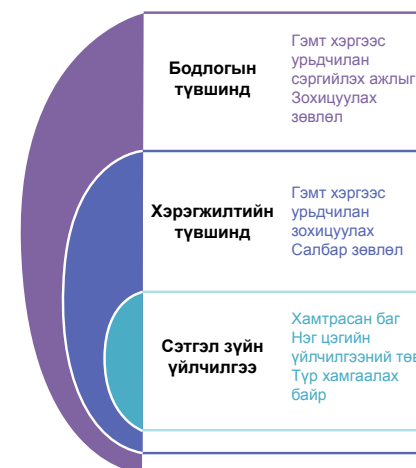 Бодлогын
түвшинд
Гэмт хэргээс
урьдчилан
сэргийлэх ажлыг
Зохицуулах
зөвлөл
Хэрэгжилтийн
түвшинд
Гэмт хэргээс
урьдчилан
зохицуулах
Салбар зөвлөл
Сэтгэл зүйн
үйлчилгээ
Хамтрасан баг
Нэг цэгийн
үйлчилгээний төв
Түр хамгаалах
байр